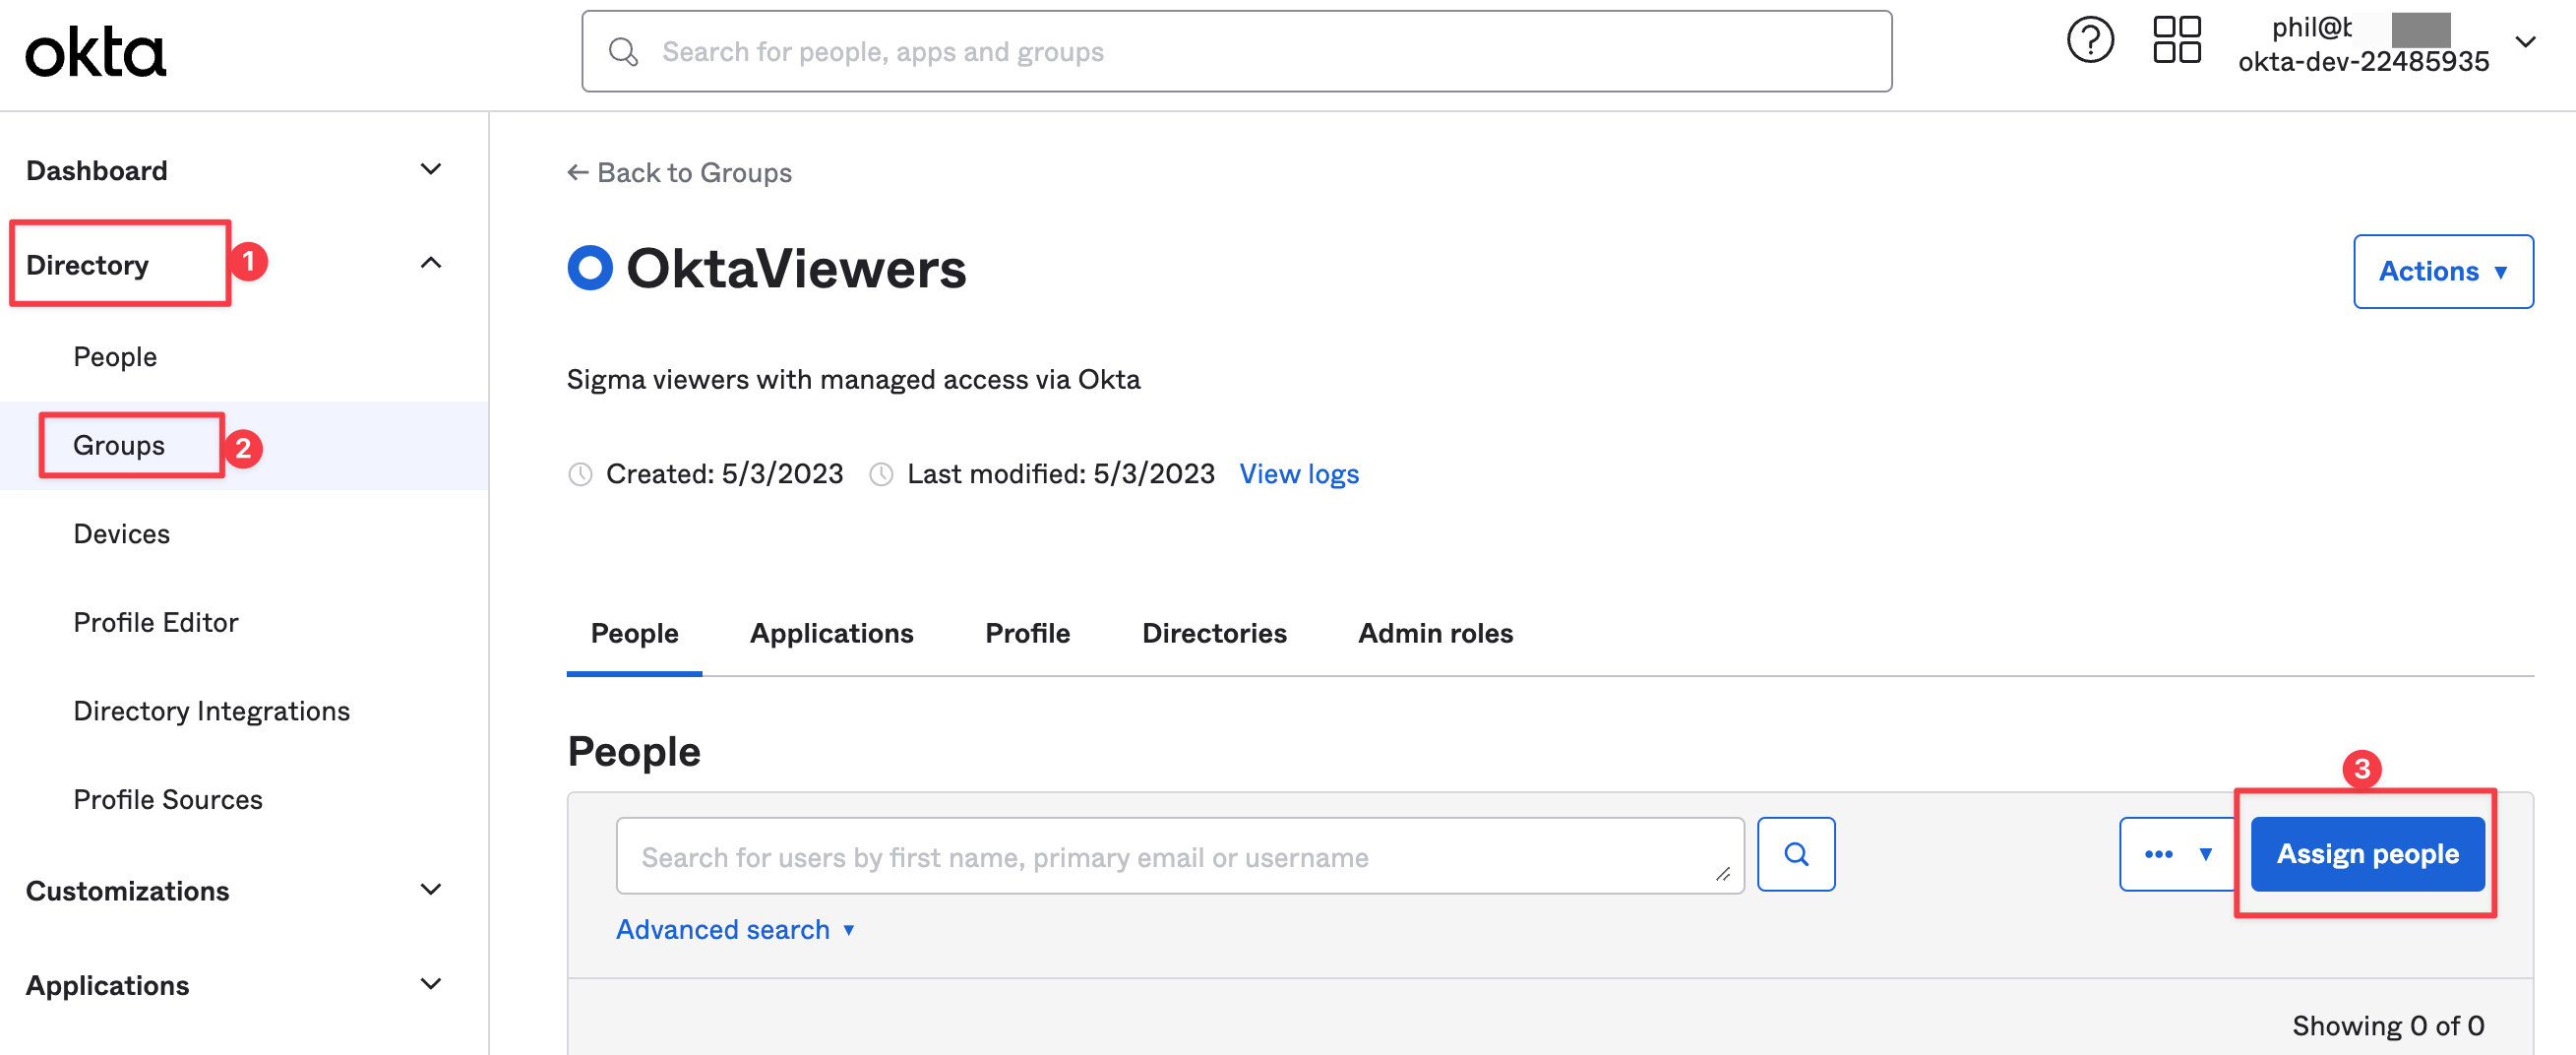 okta
Search for people, apps and groups
phil@b
okta-dev-22485935
Dashboard
Directory
1
People
Groups
2
Devices
Profile Editor
Directory Integrations
Profile Sources
Customizations
Applications
← Back to Groups
OktaViewers
Actions ▼
Sigma viewers with managed access via Okta
Created: 5/3/2023 Last modified: 5/3/2023 View logs
People Applications Profile Directories Admin roles
People
3
Search for users by first name, primary email or username
••• ▼ Assign people
Advanced search ▼
Showing 0 of 0